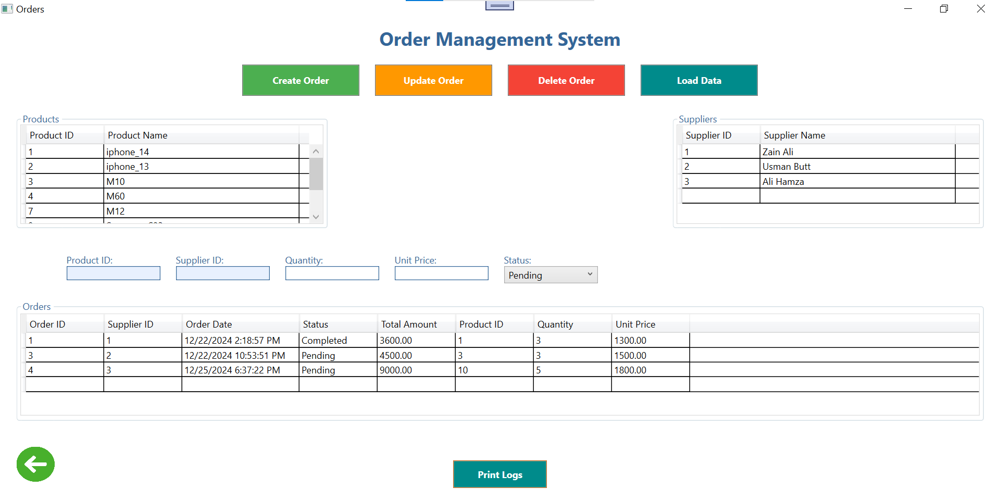 Orders
Order Management System
Create Order Update Order Delete Order Load Data
Products
Product ID Product Name
1 iphone_14
2 iphone_13
3 M10
4 M60
7 M12
Suppliers
Supplier ID Supplier Name
1 Zain Ali
2 Usman Butt
3 Ali Hamza
Product ID: Supplier ID: Quantity: Unit Price: Status:
Pending
Orders
Order ID Supplier ID Order Date Status Total Amount Product ID Quantity Unit Price
1 1 12/22/2024 2:18:57 PM Completed 3600.00 1 3 1300.00
3 2 12/22/2024 10:53:51 PM Pending 4500.00 3 3 1500.00
4 3 12/25/2024 6:37:22 PM Pending 9000.00 10 5 1800.00
Print Logs